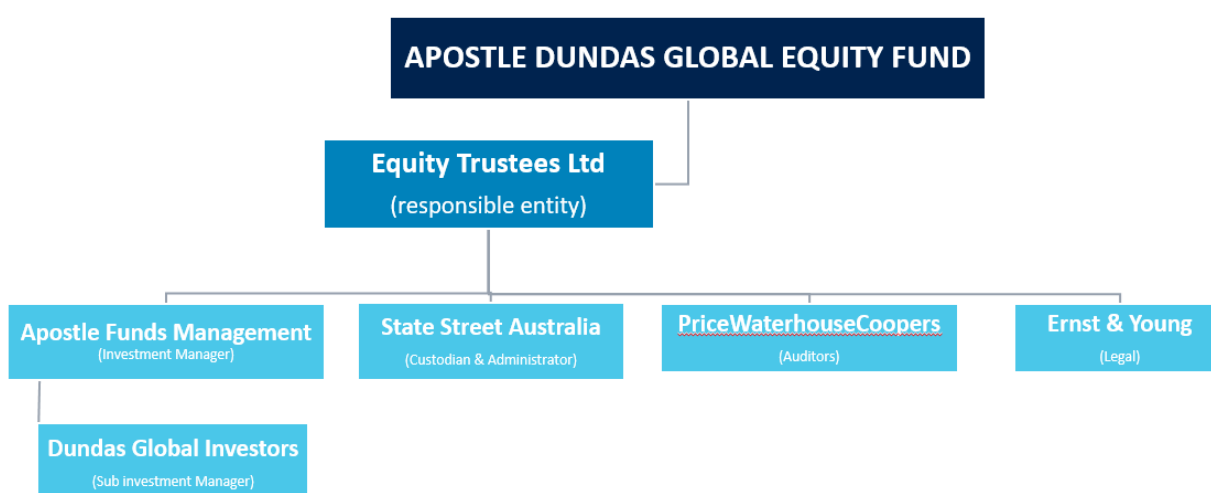 APOSTLE DUNDAS GLOBAL EQUITY FUND
Equity Trustees Ltd
(responsible entity)
Apostle Funds Management
(Investment Manager)
State Street Australia
(Custodian & Administrator)
PriceWaterhouseCoopers
(Auditors)
Ernst & Young
(Legal)
Dundas Global Investors
(Sub investment Manager)